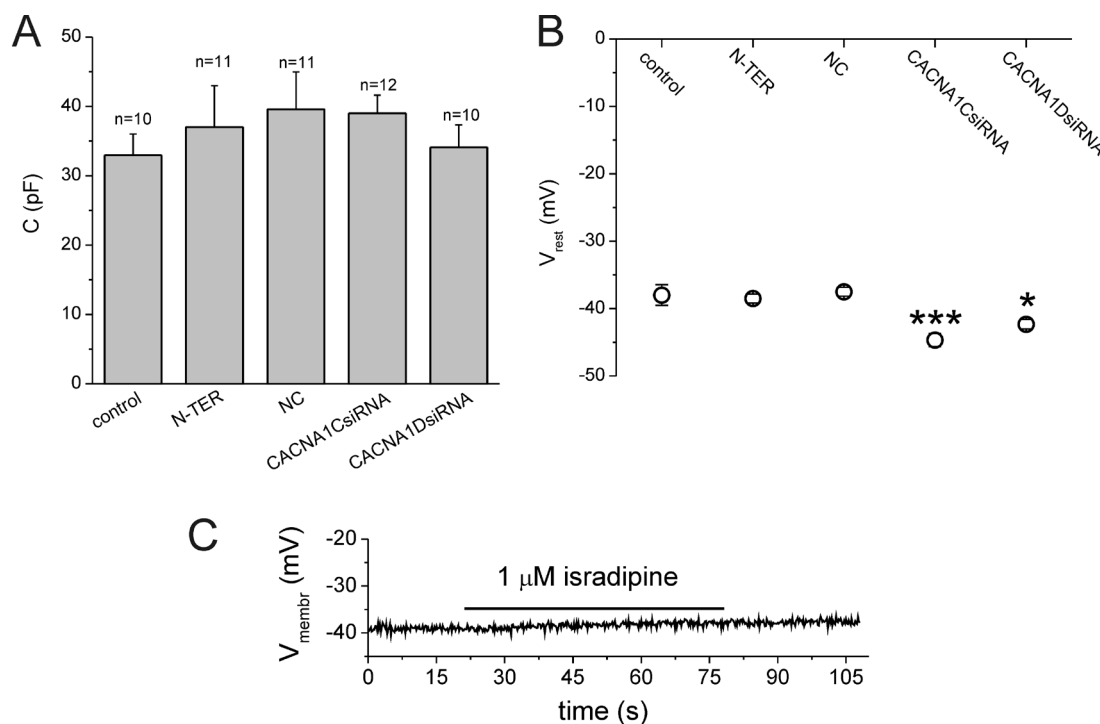 A
50
40
30
20
10
0
C (pF)
n=10
n=11
n=11
n=12
n=10
control
N-TER
NC
CACNA1CsiRNA
CACNA1DsiRNA
B
0
-10
-20
-30
-40
-50
Vrest (mV)
control
N-TER
NC
CACNA1CsiRNA
CACNA1DsiRNA
***
*
C
-20
-30
-40
Vmembr (mV)
1 μM isradipine
0 15 30 45 60 75 90 105
time (s)